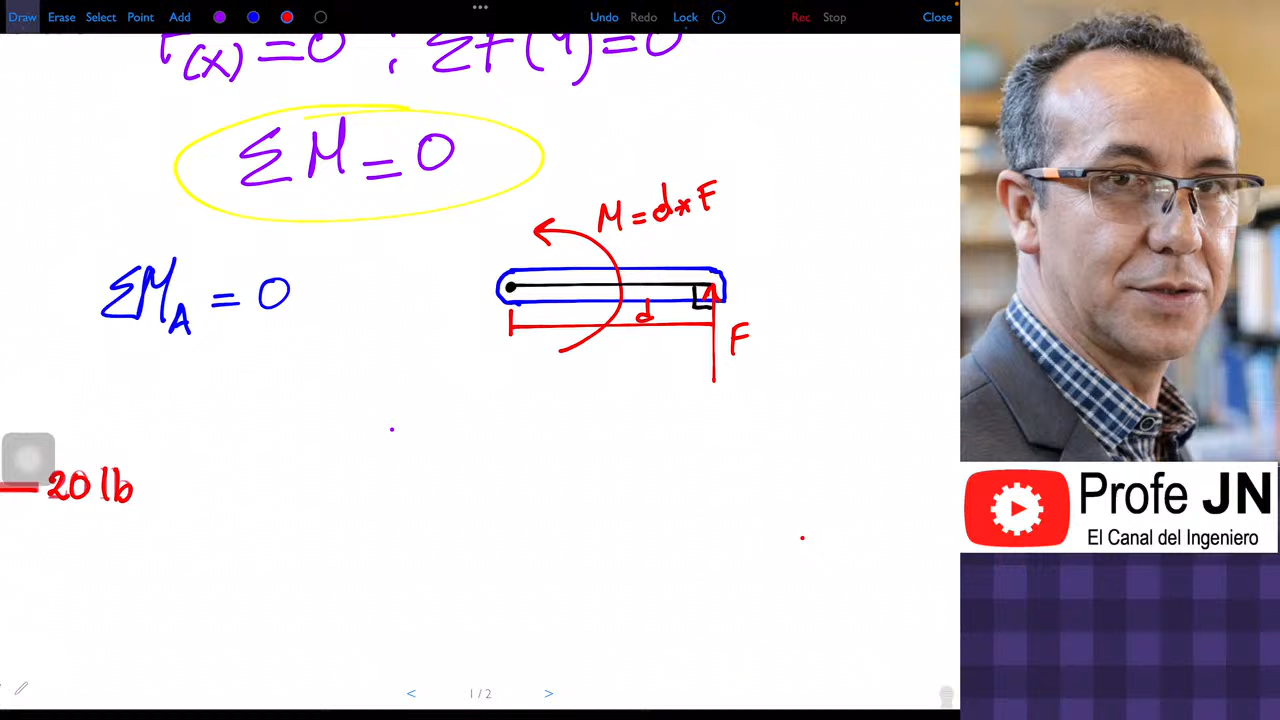 Draw Erase Select Point Add Undo Redo Lock Rec Stop Close
F(x) = 0 ; ΣF(y) = 0
ΣM = 0
M = d*F
ΣM_A = 0
d
F
20 lb
1/2
Profe JN
El Canal del Ingeniero